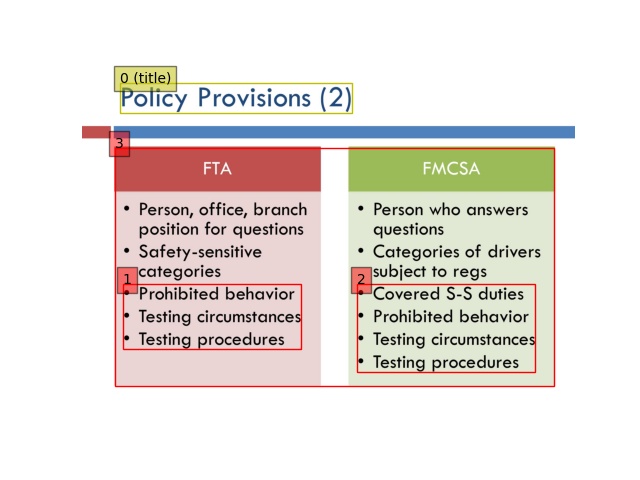 0 (title)
Policy Provisions (2)
3
FTA
• Person, office, branch
position for questions
• Safety-sensitive
categories
1
• Prohibited behavior
• Testing circumstances
• Testing procedures
FMCSA
• Person who answers
questions
• Categories of drivers
subject to regs
2
• Covered S-S duties
• Prohibited behavior
• Testing circumstances
• Testing procedures